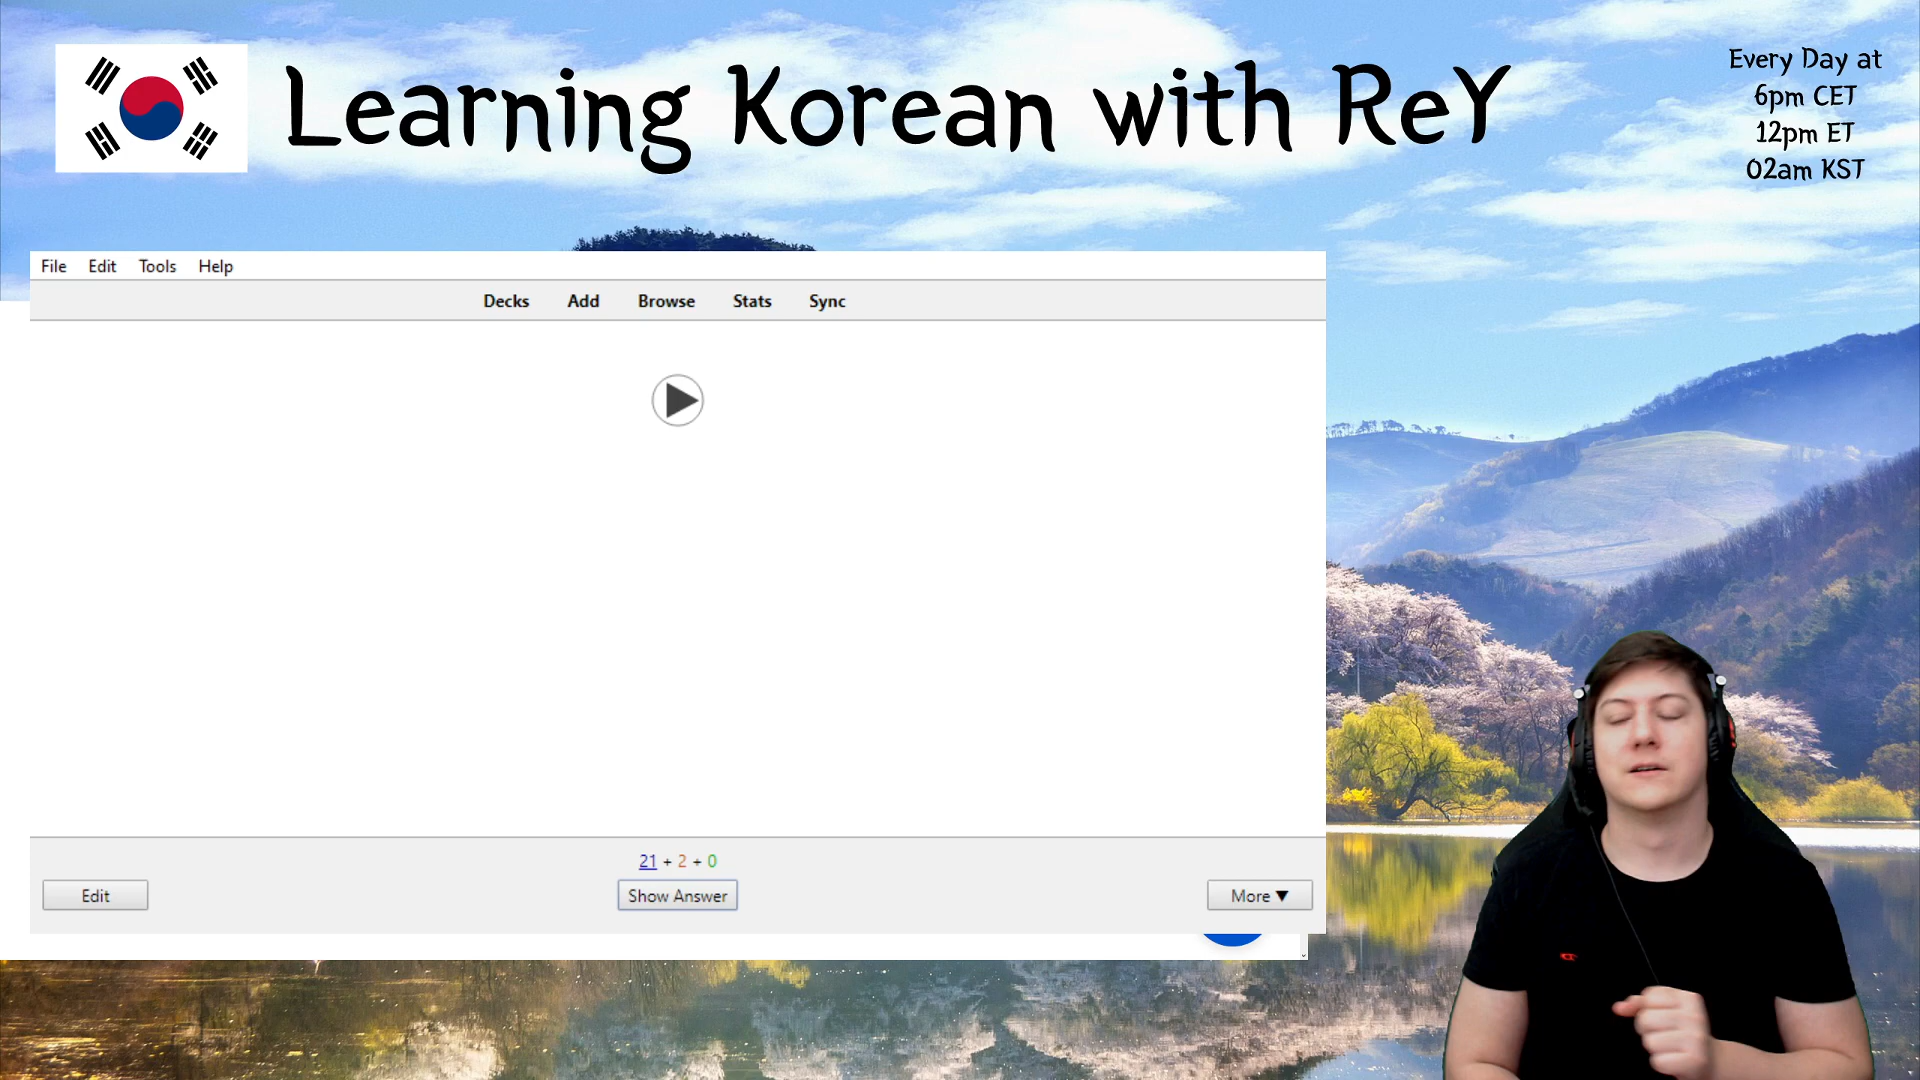 Learning Korean with ReY
Every Day at
6pm CET
12pm ET
02am KST
File Edit Tools Help
Decks Add Browse Stats Sync
21 + 2 + 0
Edit
Show Answer
More ▼